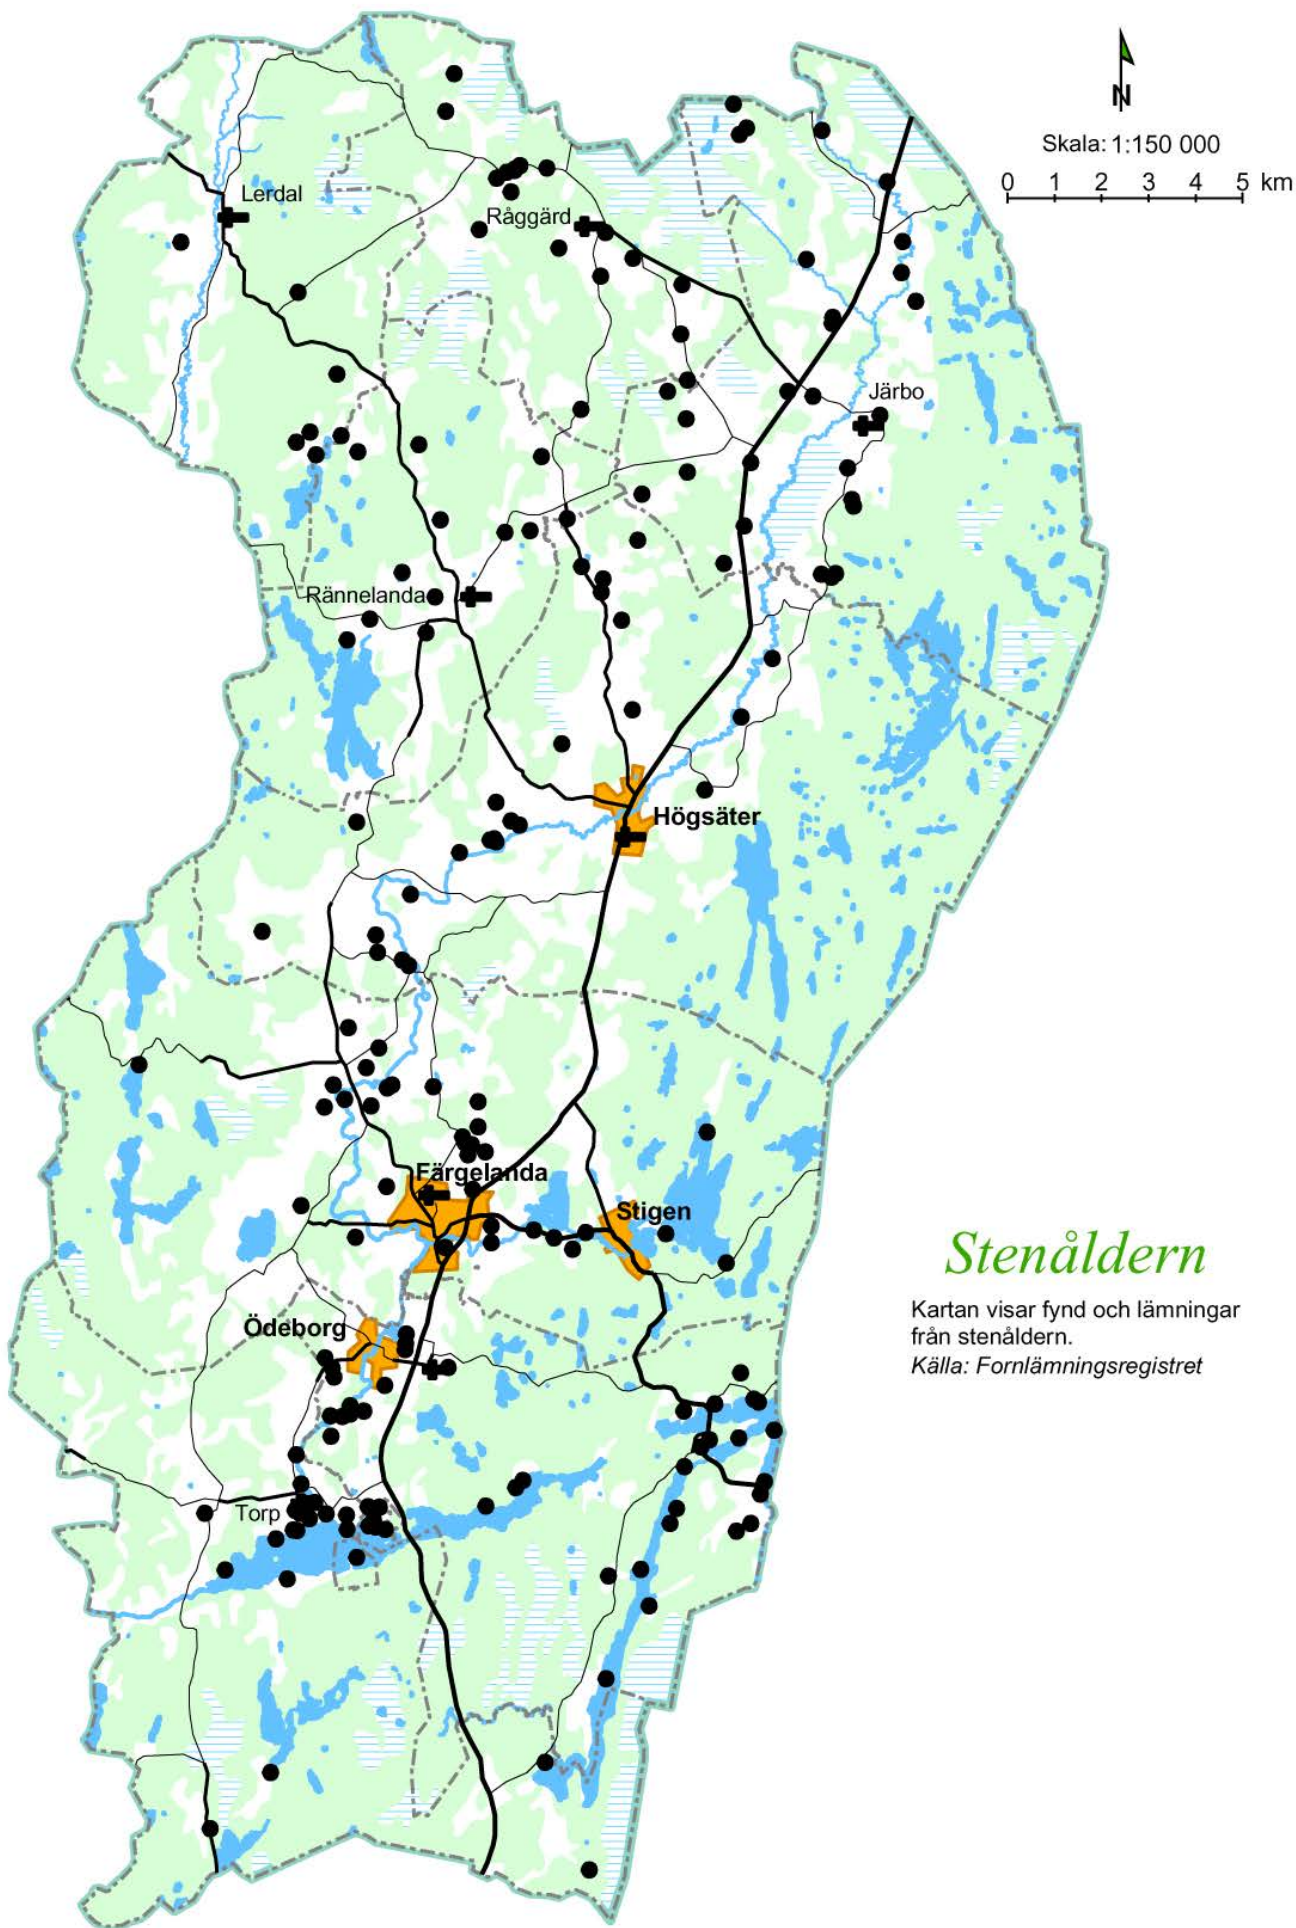 N
Skala: 1:150 000
0 1 2 3 4 5 km
Lerdal
Råggärd
Järbo
Rännelanda
Högsäter
Färgelanda
Stigen
Stenåldern
Kartan visar fynd och lämningar
från stenåldern.
Källa: Fornlämningsregistret
Ödeborg
Torp